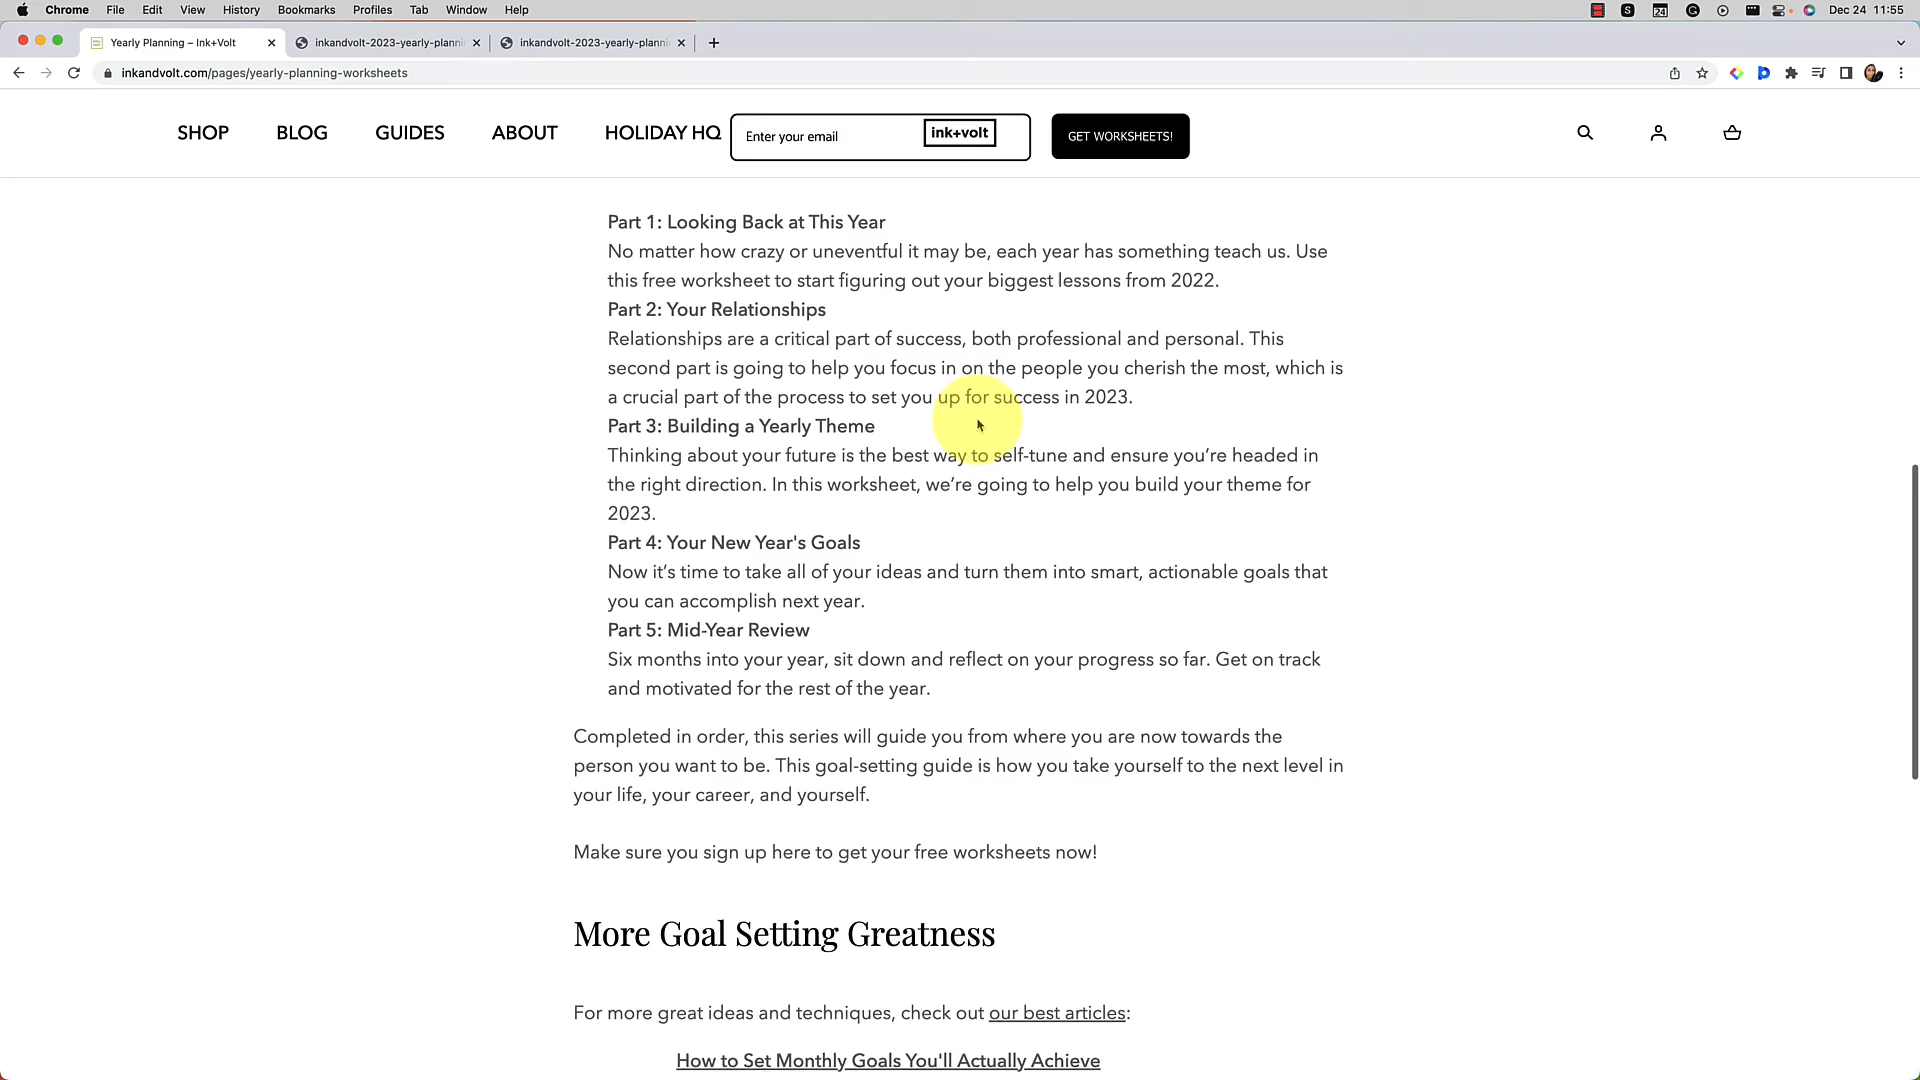 Chrome File Edit View History Bookmarks Profiles Tab Window Help 24 Dec 24 11:55
Yearly Planning – Ink+Volt inkandvolt-2023-yearly-planni inkandvolt-2023-yearly-plannin
inkandvolt.com/pages/yearly-planning-worksheets
SHOP BLOG GUIDES ABOUT HOLIDAY HQ Enter your email ink+volt GET WORKSHEETS!
Part 1: Looking Back at This Year
No matter how crazy or uneventful it may be, each year has something teach us. Use
this free worksheet to start figuring out your biggest lessons from 2022.
Part 2: Your Relationships
Relationships are a critical part of success, both professional and personal. This
second part is going to help you focus in on the people you cherish the most, which is
a crucial part of the process to set you up for success in 2023.
Part 3: Building a Yearly Theme
Thinking about your future is the best way to self-tune and ensure you’re headed in
the right direction. In this worksheet, we’re going to help you build your theme for
2023.
Part 4: Your New Year's Goals
Now it’s time to take all of your ideas and turn them into smart, actionable goals that
you can accomplish next year.
Part 5: Mid-Year Review
Six months into your year, sit down and reflect on your progress so far. Get on track
and motivated for the rest of the year.
Completed in order, this series will guide you from where you are now towards the
person you want to be. This goal-setting guide is how you take yourself to the next level in
your life, your career, and yourself.
Make sure you sign up here to get your free worksheets now!
More Goal Setting Greatness
For more great ideas and techniques, check out our best articles:
How to Set Monthly Goals You'll Actually Achieve